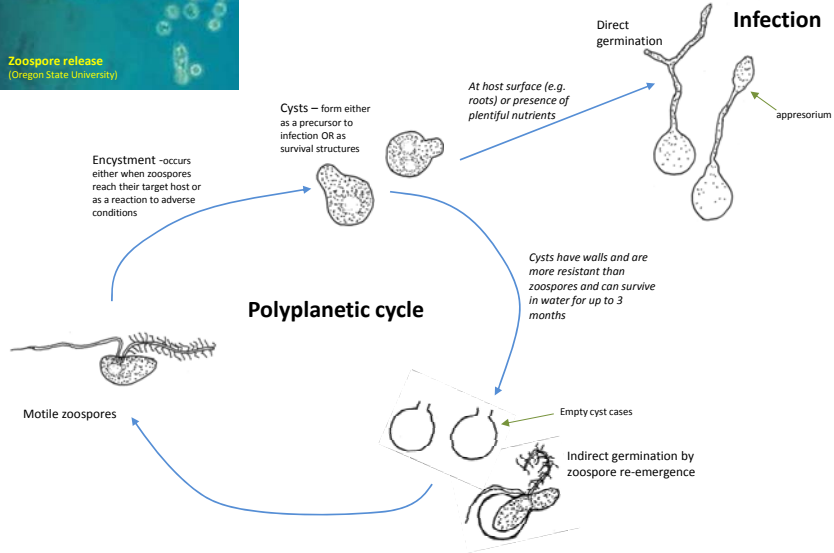 Zoospore release
(Oregon State University)
Infection
Direct
germination
appresorium
At host surface (e.g.
roots) or presence of
plentiful nutrients
Cysts – form either
as a precursor to
infection OR as
survival structures
Encystment -occurs
either when zoospores
reach their target host or
as a reaction to adverse
conditions
Cysts have walls and are
more resistant than
zoospores and can survive
in water for up to 3
months
Polyplanetic cycle
Motile zoospores
Empty cyst cases
Indirect germination by
zoospore re-emergence